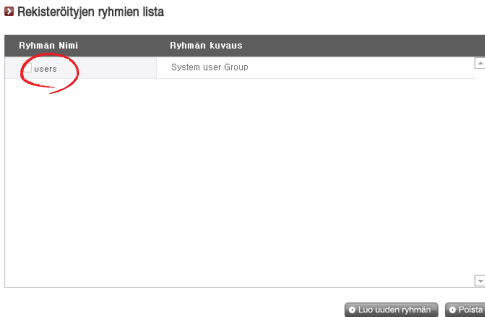 Rekisteröityjen ryhmien lista
Ryhmän Nimi Ryhmän kuvaus
users System user Group
Luo uuden ryhmän Poista